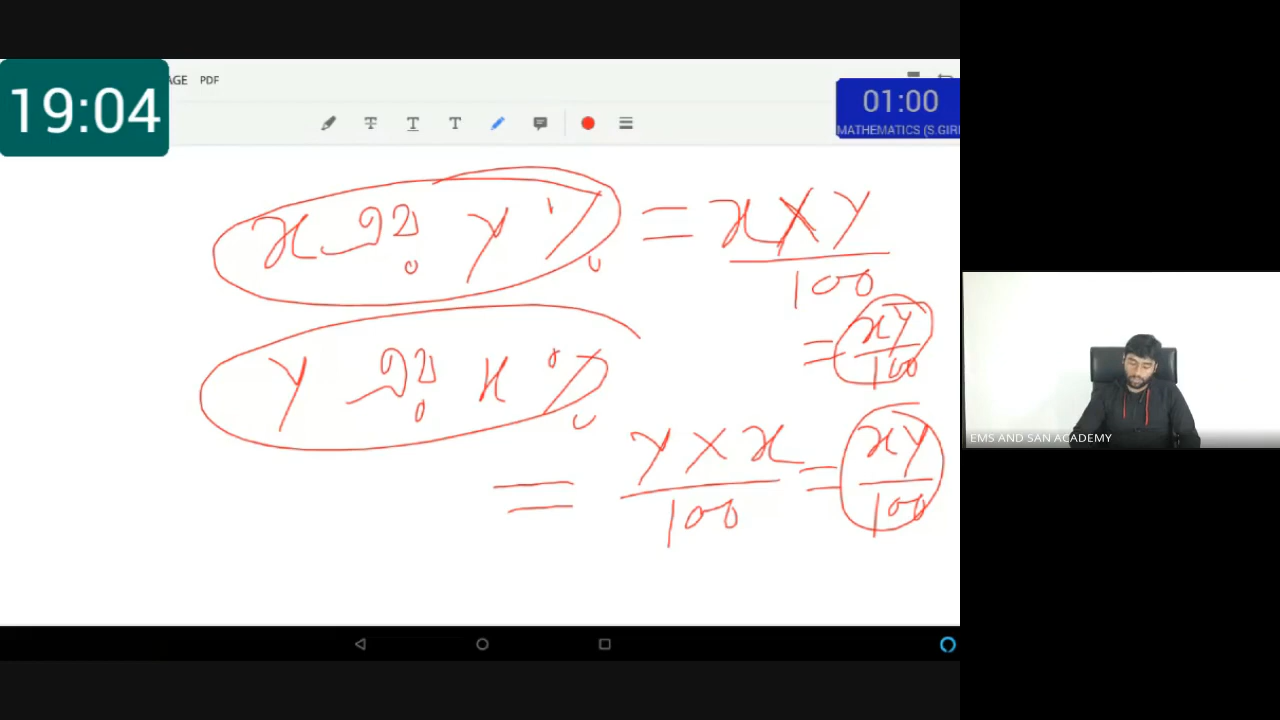 19:04
AGE PDF
01:00
MATHEMATICS (S.GIRI
x এর y % = x × y / 100
= xy / 100
y এর x %
= y × x / 100 = xy / 100
EMS AND SAN ACADEMY